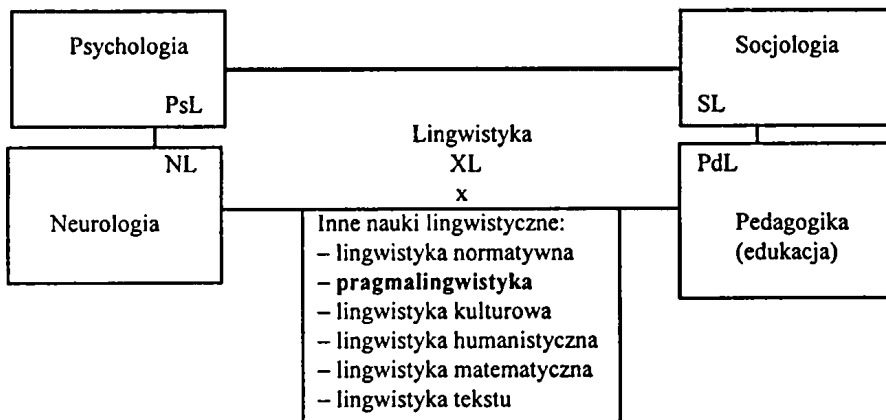 Psychologia
PsL
Socjologia
SL
Lingwistyka
XL
x
NL
Neurologia
PdL
Pedagogika
(edukacja)
Inne nauki lingwistyczne:
– lingwistyka normatywna
– pragmalingwistyka
– lingwistyka kulturowa
– lingwistyka humanistyczna
– lingwistyka matematyczna
– lingwistyka tekstu